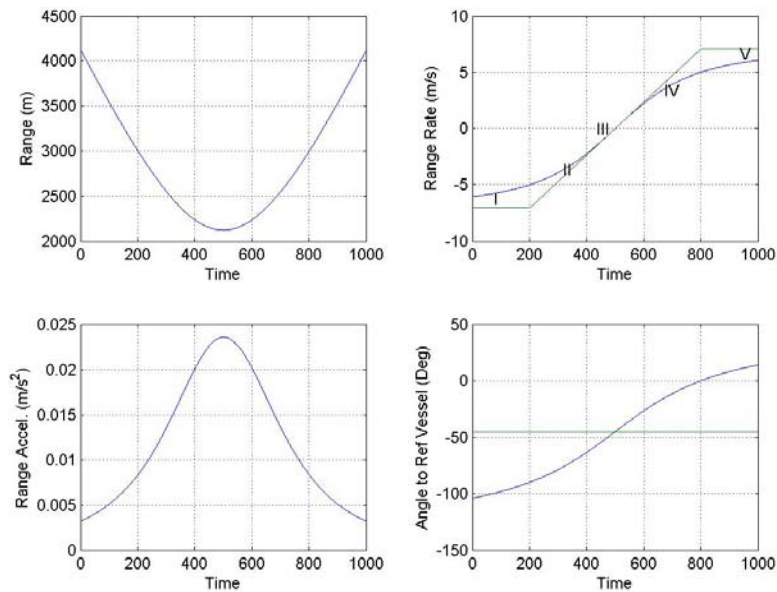 4500
4000
3500
3000
2500
2000
0 200 400 600 800 1000
Range (m)
Time
10
5
0
-5
-10
0 200 400 600 800 1000
Range Rate (m/s)
Time
I
II
III
IV
V
0.025
0.02
0.015
0.01
0.005
0
0 200 400 600 800 1000
Range Accel. (m/s²)
Time
50
0
-50
-100
-150
0 200 400 600 800 1000
Angle to Ref Vessel (Deg)
Time